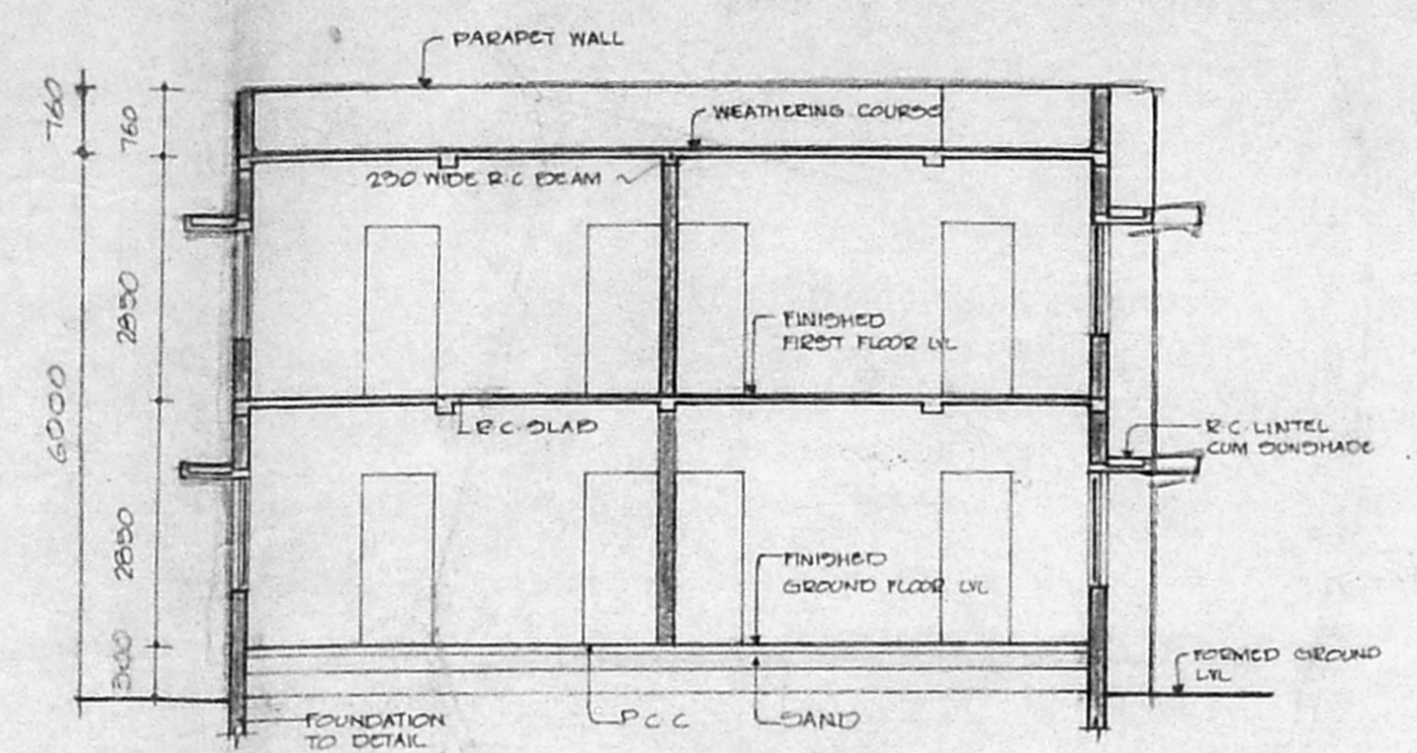 PARAPET WALL
760
760
WEATHERING COURSE
230 WIDE R.C BEAM
2850
FINISHED
FIRST FLOOR LVL
6000
R.C. SLAB
R.C. LINTEL
CUM SUNSHADE
2850
FINISHED
GROUND FLOOR LVL
300
FORMED GROUND
LVL
FOUNDATION
TO DETAIL
P C C
SAND